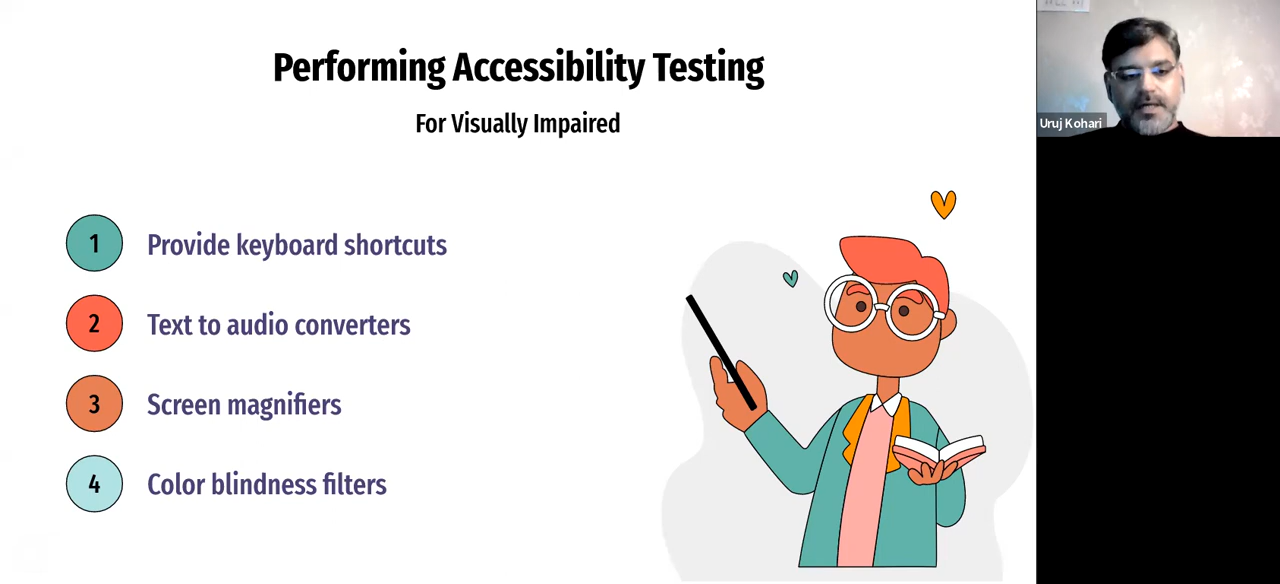 Performing Accessibility Testing
For Visually Impaired
1 Provide keyboard shortcuts
2 Text to audio converters
3 Screen magnifiers
4 Color blindness filters
Uruj Kohari